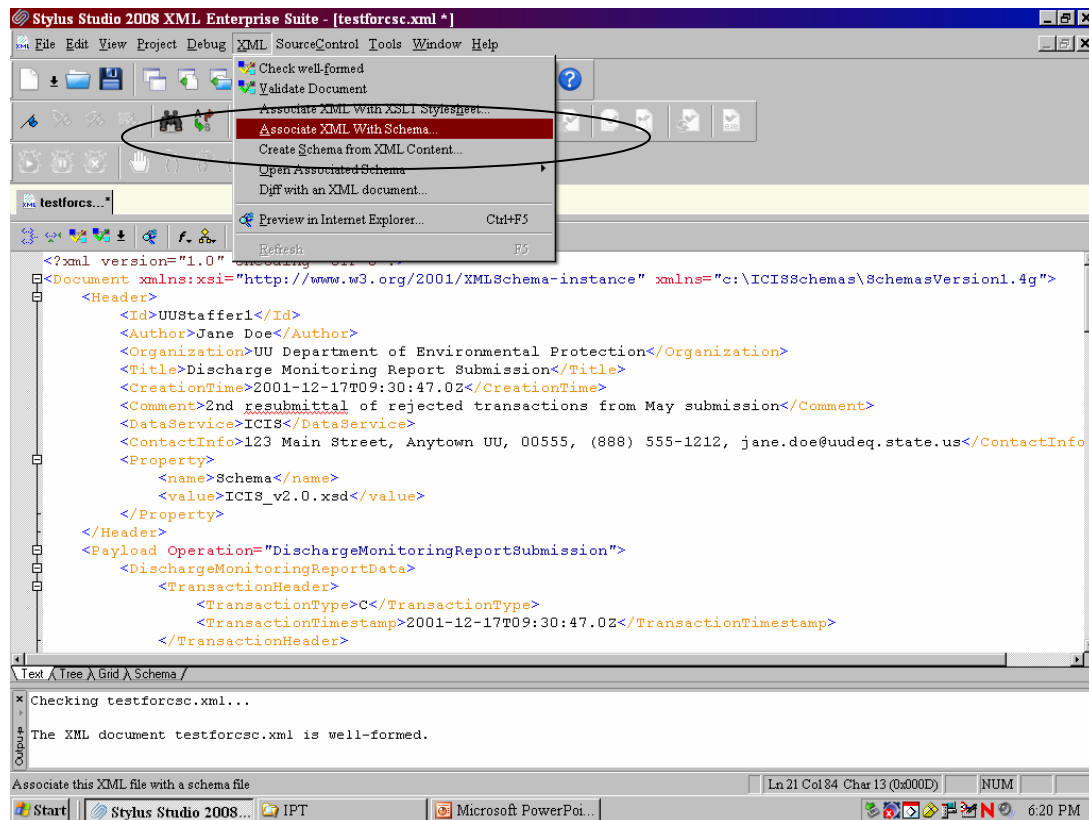 Stylus Studio 2008 XML Enterprise Suite - [testforcsc.xml *]
File Edit View Project Debug XML SourceControl Tools Window Help
Check well-formed
Validate Document
Associate XML With XSLT Stylesheet...
Associate XML With Schema...
Create Schema from XML Content...
Open Associated Schema
Diff with an XML document...
Preview in Internet Explorer... Ctrl+F5
Refresh F5
testforcs...*
<?xml version="1.0"
<Document xmlns:xsi="http://www.w3.org/2001/XMLSchema-instance" xmlns="c:\ICISSchemas\SchemasVersion1.4g">
<Header>
<Id>UUStaffer1</Id>
<Author>Jane Doe</Author>
<Organization>UU Department of Environmental Protection</Organization>
<Title>Discharge Monitoring Report Submission</Title>
<CreationTime>2001-12-17T09:30:47.0Z</CreationTime>
<Comment>2nd resubmittal of rejected transactions from May submission</Comment>
<DataService>ICIS</DataService>
<ContactInfo>123 Main Street, Anytown UU, 00555, (888) 555-1212, jane.doe@uudeq.state.us</ContactInfo
<Property>
<name>Schema</name>
<value>ICIS_v2.0.xsd</value>
</Property>
</Header>
<Payload Operation="DischargeMonitoringReportSubmission">
<DischargeMonitoringReportData>
<TransactionHeader>
<TransactionType>C</TransactionType>
<TransactionTimestamp>2001-12-17T09:30:47.0Z</TransactionTimestamp>
</TransactionHeader>
Text Tree Grid Schema
Checking testforcsc.xml...
The XML document testforcsc.xml is well-formed.
Output
Associate this XML file with a schema file Ln 21 Col 84 Char 13 (0x000D) NUM
Start Stylus Studio 2008... IPT Microsoft PowerPoi... 6:20 PM